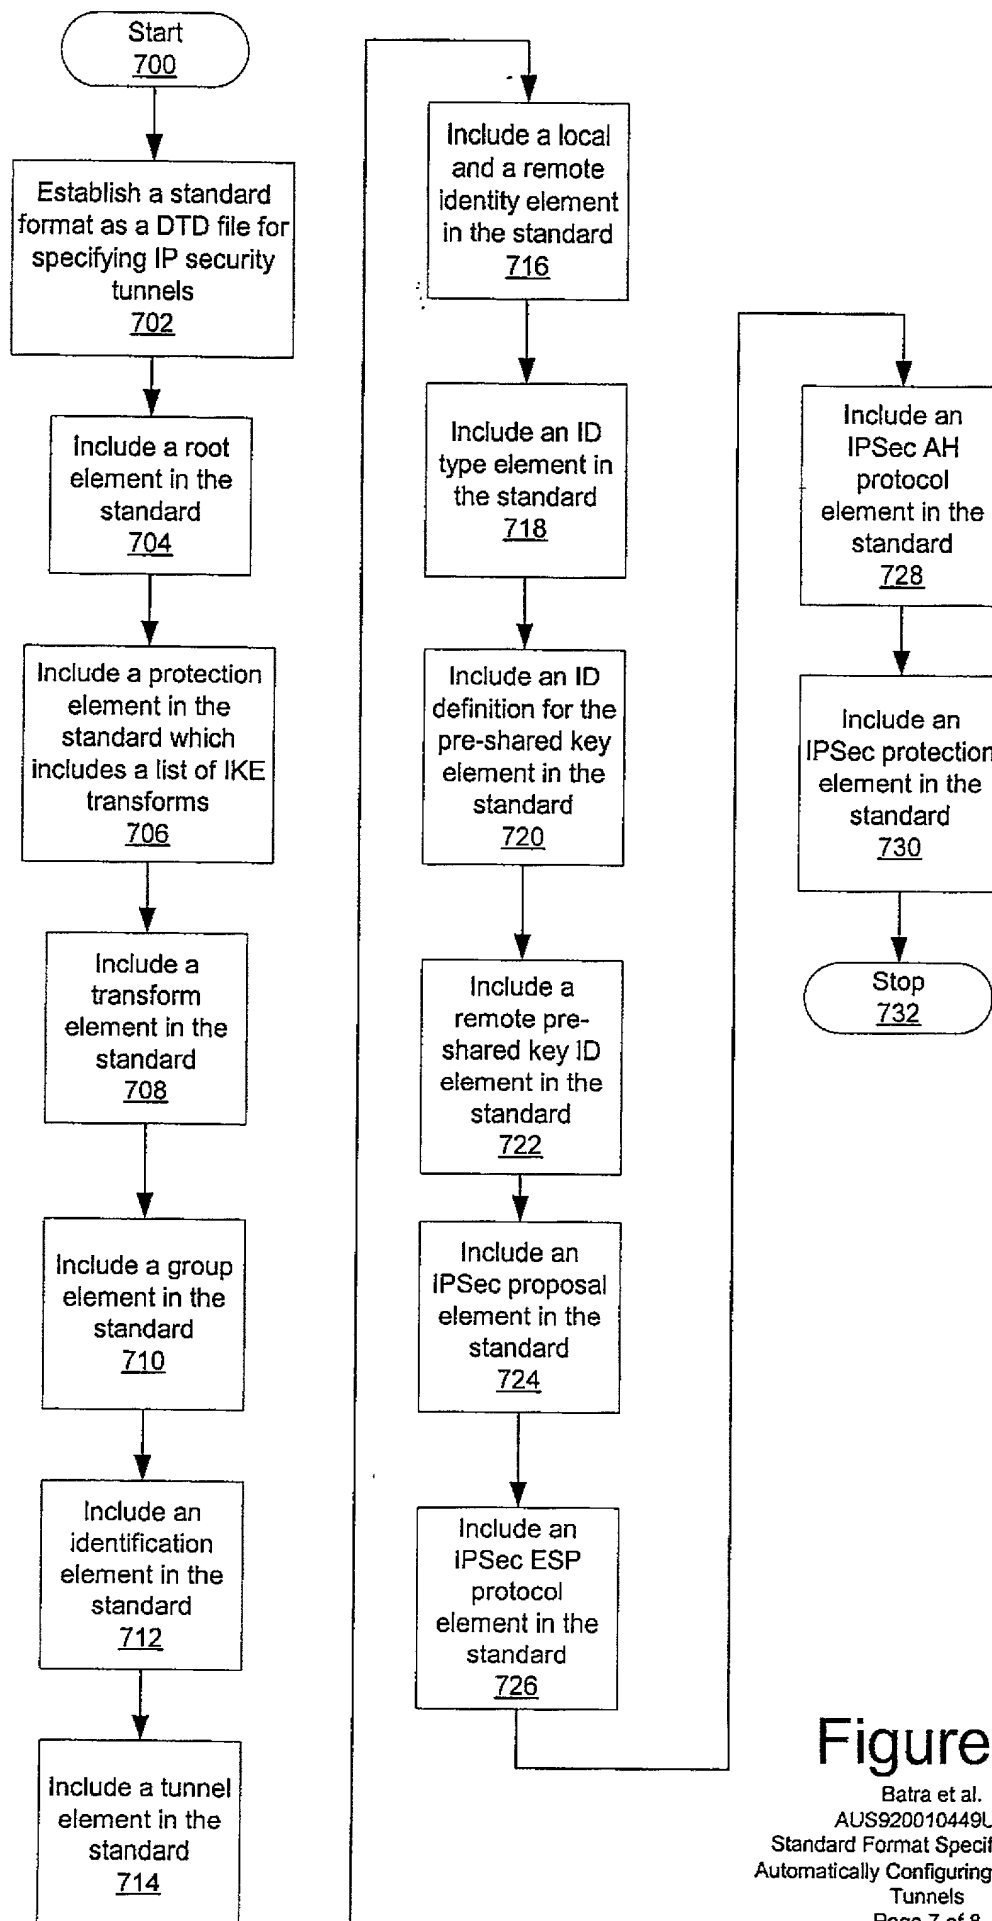 Start
700
Establish a standard
format as a DTD file for
specifying IP security
tunnels
702
Include a root
element in the
standard
704
Include a protection
element in the
standard which
includes a list of IKE
transforms
706
Include a
transform
element in the
standard
708
Include a group
element in the
standard
710
Include an
identification
element in the
standard
712
Include a tunnel
element in the
standard
714
Include a local
and a remote
identity element
in the standard
716
Include an ID
type element in
the standard
718
Include an ID
definition for the
pre-shared key
element in the
standard
720
Include a
remote pre-
shared key ID
element in the
standard
722
Include an
IPSec proposal
element in the
standard
724
Include an
IPSec ESP
protocol
element in the
standard
726
Include an
IPSec AH
protocol
element in the
standard
728
Include an
IPSec protection
element in the
standard
730
Stop
732
Figure
Batra et al.
AUS920010449U
Standard Format Specif
Automatically Configuring
Tunnels
Page 7 of 8